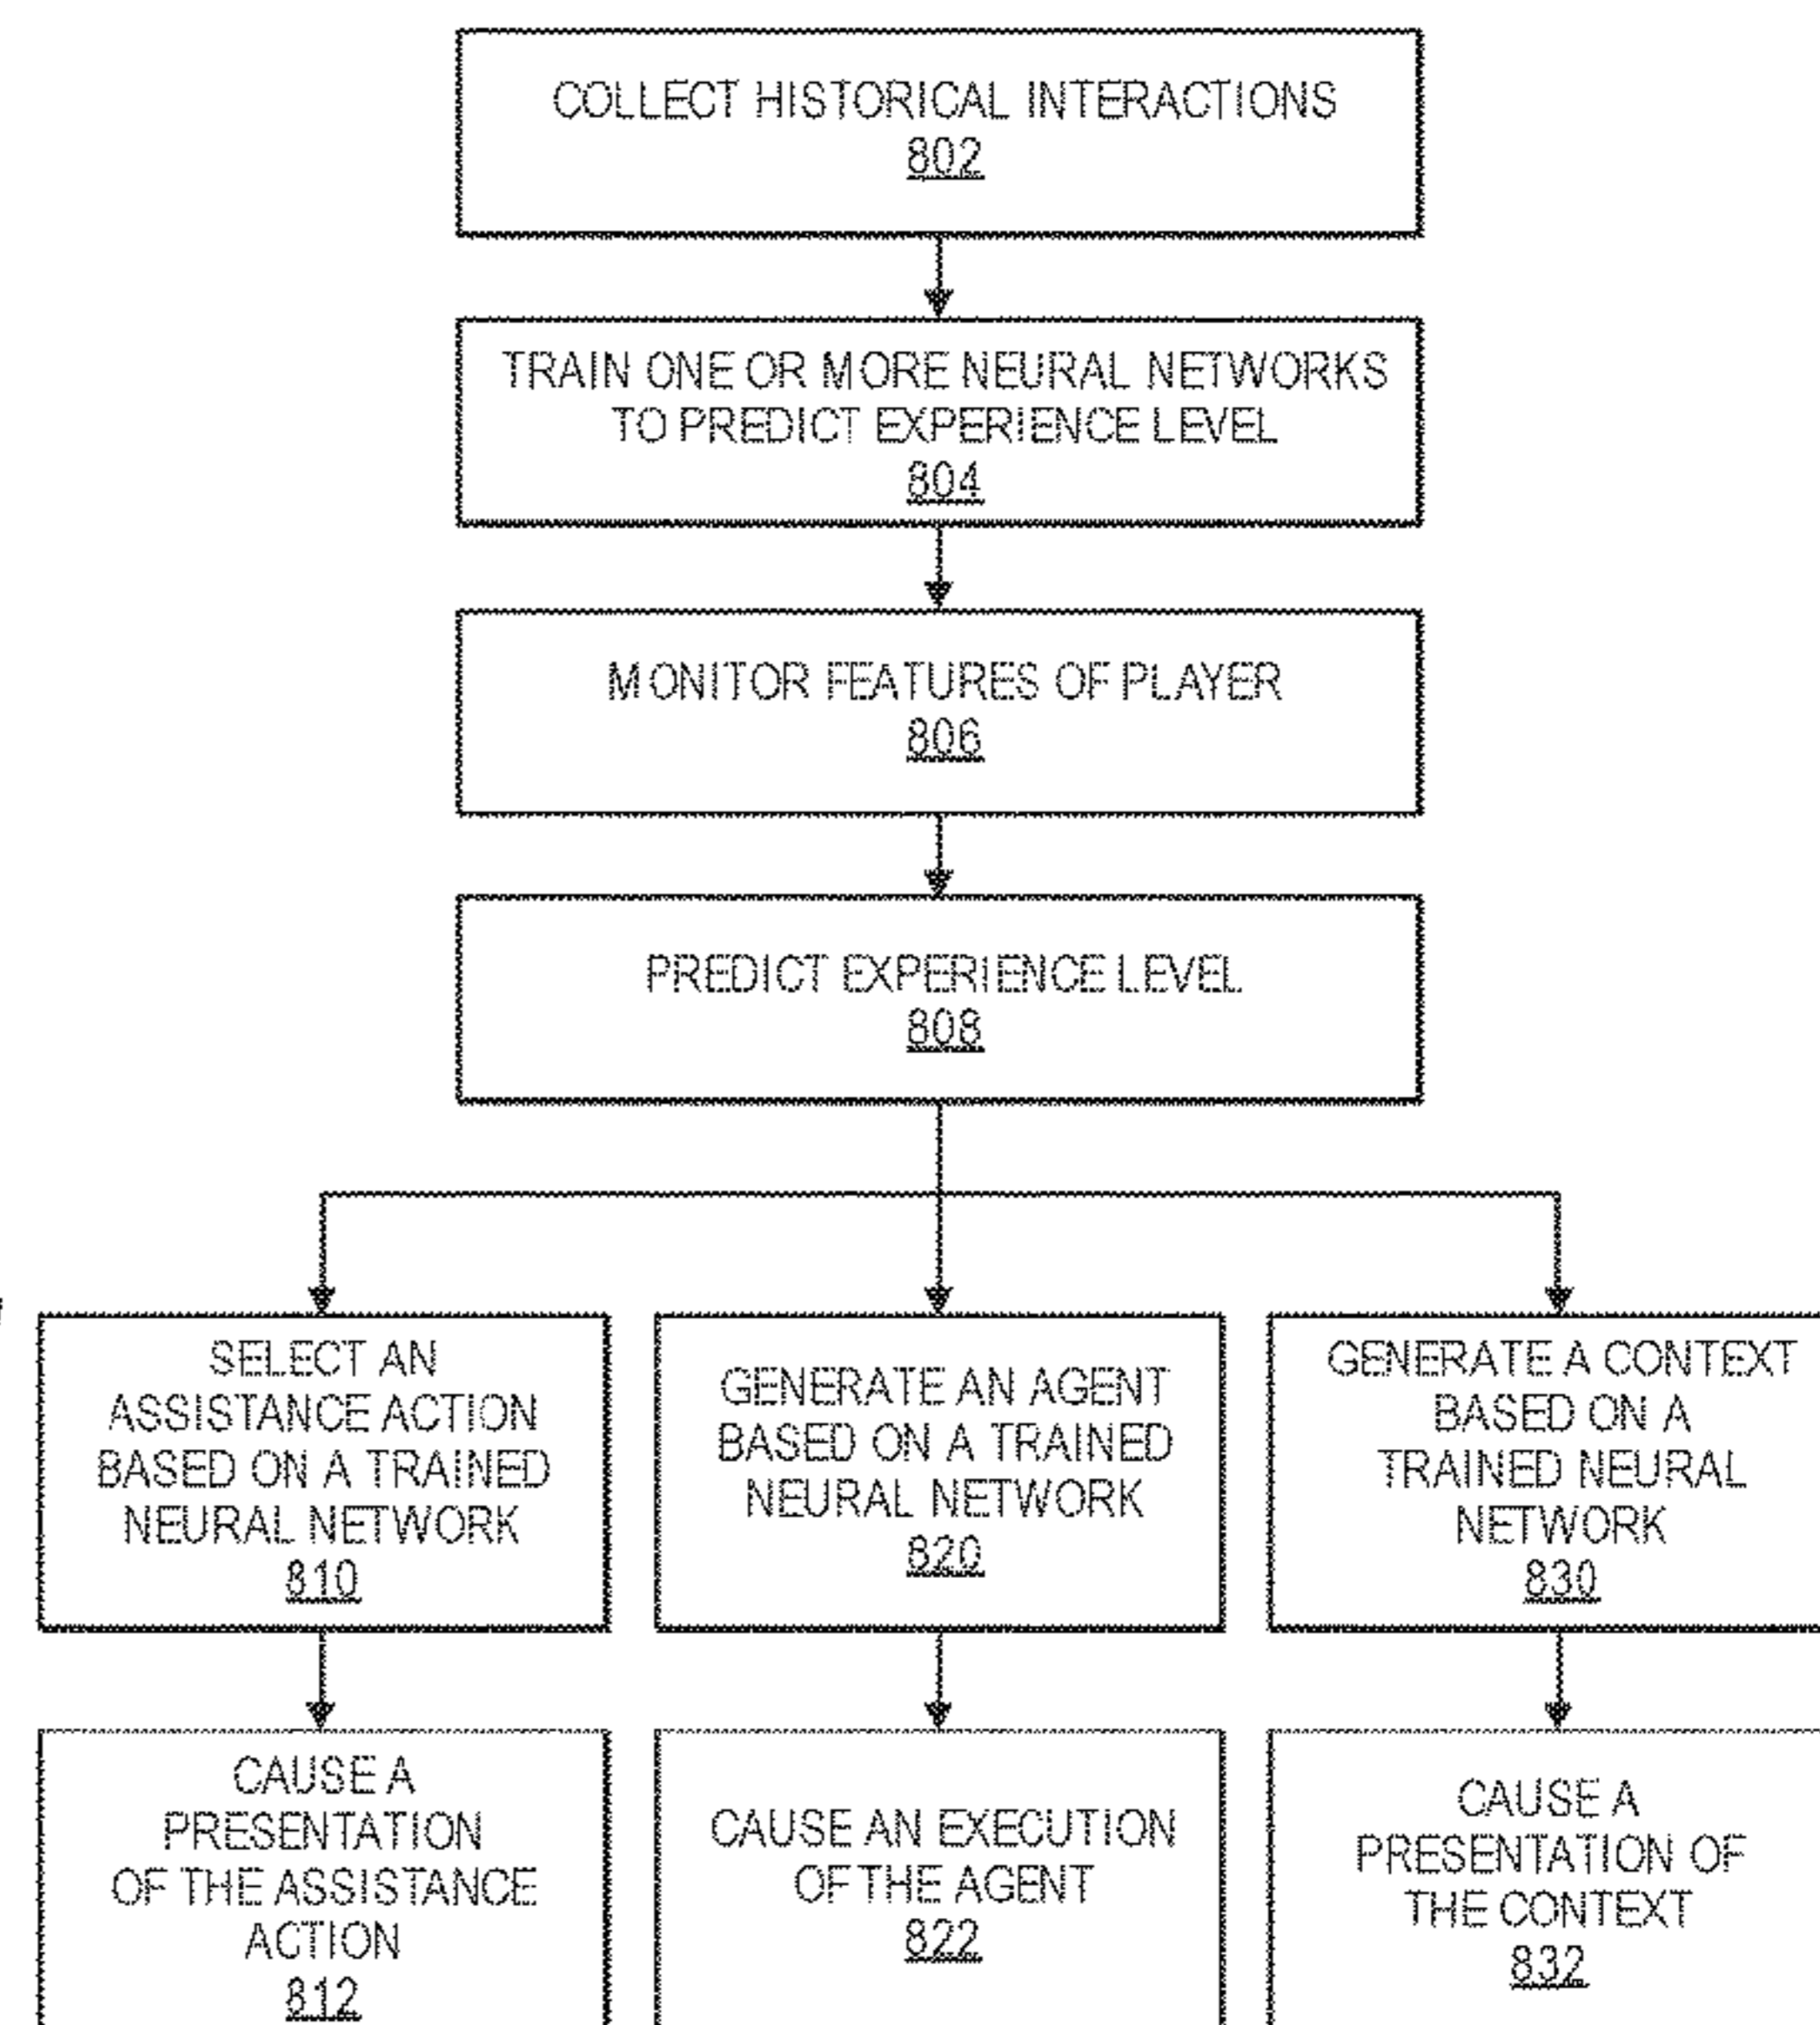 COLLECT HISTORICAL INTERACTIONS
802
TRAIN ONE OR MORE NEURAL NETWORKS
TO PREDICT EXPERIENCE LEVEL
804
MONITOR FEATURES OF PLAYER
806
PREDICT EXPERIENCE LEVEL
808
SELECT AN
ASSISTANCE ACTION
BASED ON A TRAINED
NEURAL NETWORK
810
GENERATE AN AGENT
BASED ON A TRAINED
NEURAL NETWORK
820
GENERATE A CONTEXT
BASED ON A
TRAINED NEURAL
NETWORK
830
CAUSE A
PRESENTATION
OF THE ASSISTANCE
ACTION
812
CAUSE AN EXECUTION
OF THE AGENT
822
CAUSE A
PRESENTATION OF
THE CONTEXT
832